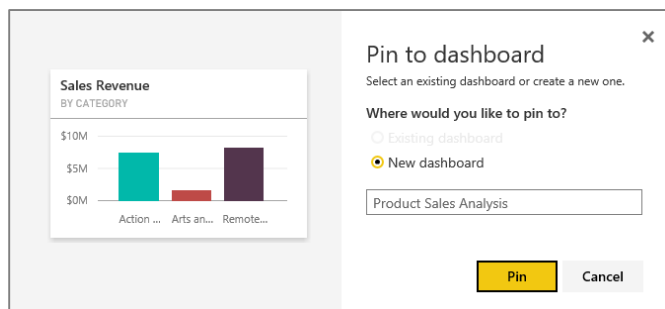 Sales Revenue
BY CATEGORY
$10M
$5M
$0M
Action ...
Arts an...
Remote...
Pin to dashboard
Select an existing dashboard or create a new one.
Where would you like to pin to?
Existing dashboard
New dashboard
Product Sales Analysis
Pin
Cancel